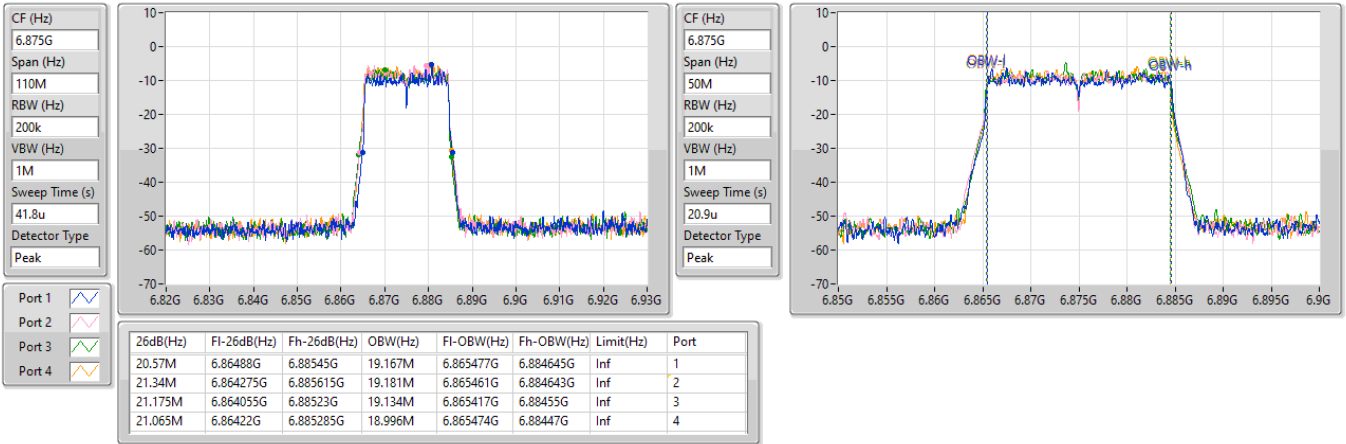 CF (Hz)
6.875G
Span (Hz)
110M
RBW (Hz)
200k
VBW (Hz)
1M
Sweep Time (s)
41.8u
Detector Type
Peak
10-
0-
-10-
-20-
-30-
-40-
-50-
-60-
-70-
6.82G 6.83G 6.84G 6.85G 6.86G 6.87G 6.88G 6.89G 6.9G 6.91G 6.92G 6.93G
CF (Hz)
6.875G
Span (Hz)
50M
RBW (Hz)
200k
VBW (Hz)
1M
Sweep Time (s)
20.9u
Detector Type
Peak
10-
0-
-10-
-20-
-30-
-40-
-50-
-60-
-70-
OBW-l OBW-h
6.85G 6.855G 6.86G 6.865G 6.87G 6.875G 6.88G 6.885G 6.89G 6.895G 6.9G
Port 1
Port 2
Port 3
Port 4
26dB(Hz) Fl-26dB(Hz) Fh-26dB(Hz) OBW(Hz) Fl-OBW(Hz) Fh-OBW(Hz) Limit(Hz) Port
20.57M 6.86488G 6.88545G 19.167M 6.865477G 6.884645G Inf 1
21.34M 6.864275G 6.885615G 19.181M 6.865461G 6.884643G Inf 2
21.175M 6.864055G 6.88523G 19.134M 6.865417G 6.88455G Inf 3
21.065M 6.86422G 6.885285G 18.996M 6.865474G 6.88447G Inf 4